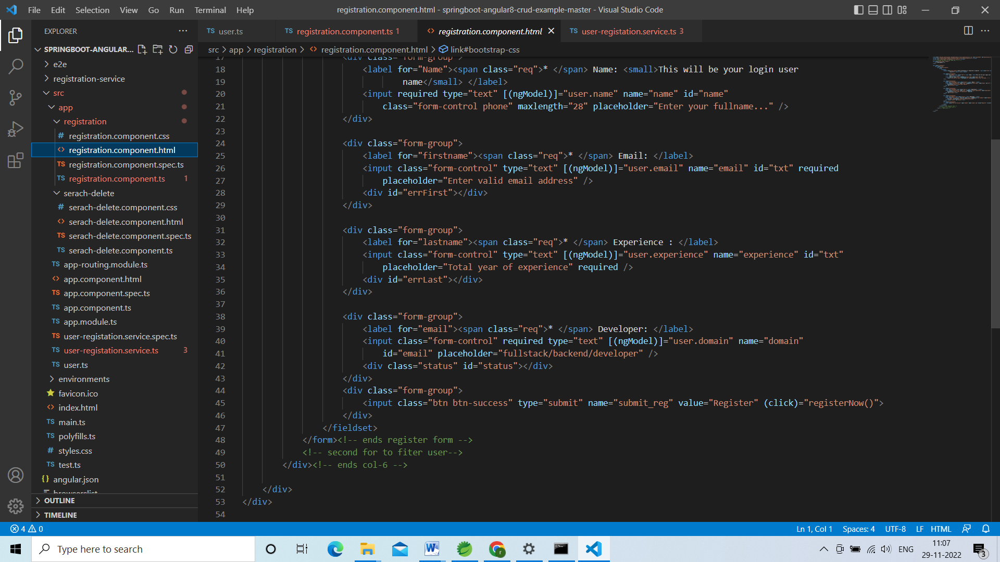 File Edit Selection View Go Run Terminal Help
registration.component.html - springboot-angular8-crud-example-master - Visual Studio Code
EXPLORER ···
TS user.ts
TS registration.component.ts 1
<> registration.component.html ×
TS user-registation.service.ts 3
SPRINGBOOT-ANGULAR...
src > app > registration > <> registration.component.html > link#bootstrap-css
e2e
registration-service
src
app
registration
# registration.component.css
<> registration.component.html
TS registration.component.spec.ts
TS registration.component.ts 1
serach-delete
# serach-delete.component.css
<> serach-delete.component.html
TS serach-delete.component.spec.ts
TS serach-delete.component.ts
TS app-routing.module.ts
<> app.component.html
TS app.component.spec.ts
TS app.component.ts
TS app.module.ts
TS user-registation.service.spec.ts
TS user-registation.service.ts 3
TS user.ts
environments
favicon.ico
<> index.html
TS main.ts
TS polyfills.ts
# styles.css
TS test.ts
{} angular.json
browserslist
OUTLINE
TIMELINE
17 <div class="form-group">
18 <label for="Name"><span class="req">* </span> Name: <small>This will be your login user
19 name</small> </label>
20 <input required type="text" [(ngModel)]="user.name" name="name" id="name"
21 class="form-control phone" maxlength="28" placeholder="Enter your fullname..." />
22 </div>
23
24 <div class="form-group">
25 <label for="firstname"><span class="req">* </span> Email: </label>
26 <input class="form-control" type="text" [(ngModel)]="user.email" name="email" id="txt" required
27 placeholder="Enter valid email address" />
28 <div id="errFirst"></div>
29 </div>
30
31 <div class="form-group">
32 <label for="lastname"><span class="req">* </span> Experience : </label>
33 <input class="form-control" type="text" [(ngModel)]="user.experience" name="experience" id="txt"
34 placeholder="Total year of experience" required />
35 <div id="errLast"></div>
36 </div>
37
38 <div class="form-group">
39 <label for="email"><span class="req">* </span> Developer: </label>
40 <input class="form-control" required type="text" [(ngModel)]="user.domain" name="domain"
41 id="email" placeholder="fullstack/backend/developer" />
42 <div class="status" id="status"></div>
43 </div>
44 <div class="form-group">
45 <input class="btn btn-success" type="submit" name="submit_reg" value="Register" (click)="registerNow()">
46 </div>
47 </fieldset>
48 </form><!-- ends register form -->
49 <!-- second for to fiter user-->
50 </div><!-- ends col-6 -->
51
52 </div>
53 </div>
54
4 0
Ln 1, Col 1 Spaces: 4 UTF-8 LF HTML
Type here to search
ENG
11:07
29-11-2022
3